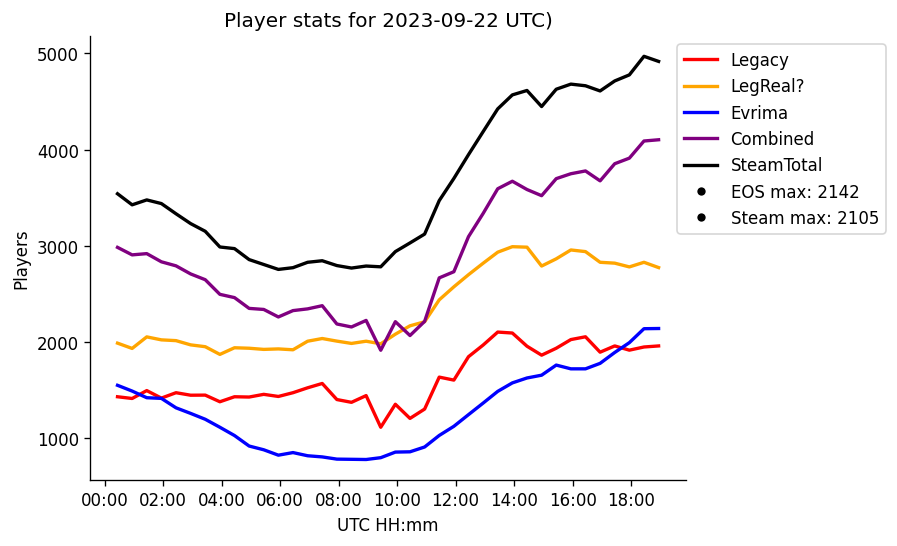 Player stats for 2023-09-22 UTC)
5000
4000
3000
2000
1000
Players
00:00 02:00 04:00 06:00 08:00 10:00 12:00 14:00 16:00 18:00
UTC HH:mm
Legacy
LegReal?
Evrima
Combined
SteamTotal
EOS max: 2142
Steam max: 2105